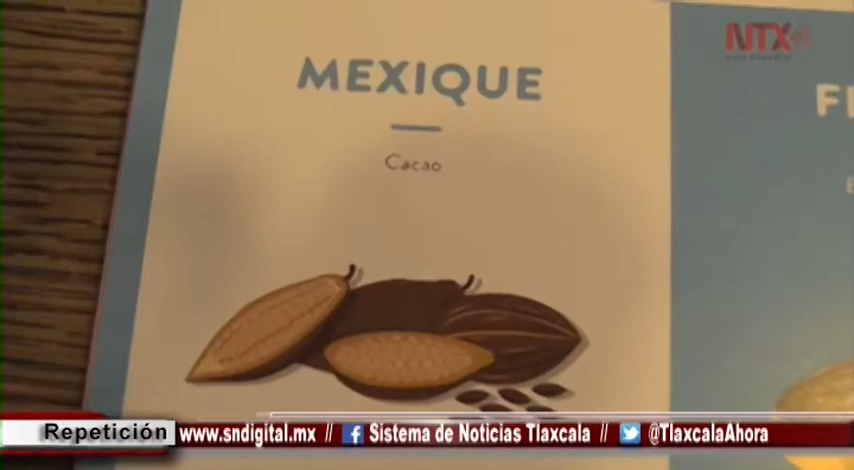 NTX
MEXIQUE
Cacao
Repetición
www.sndigital.mx // Sistema de Noticias Tlaxcala // @TlaxcalaAhora